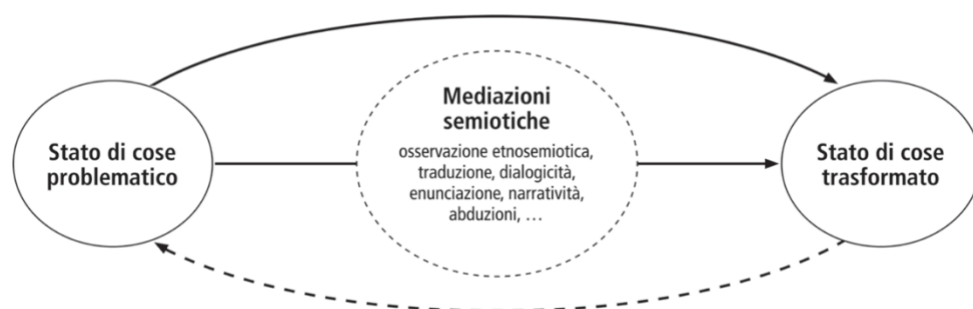 Stato di cose
problematico
Mediazioni
semiotiche
osservazione etnosemiotica,
traduzione, dialogicità,
enunciazione, narratività,
abduzioni, …
Stato di cose
trasformato